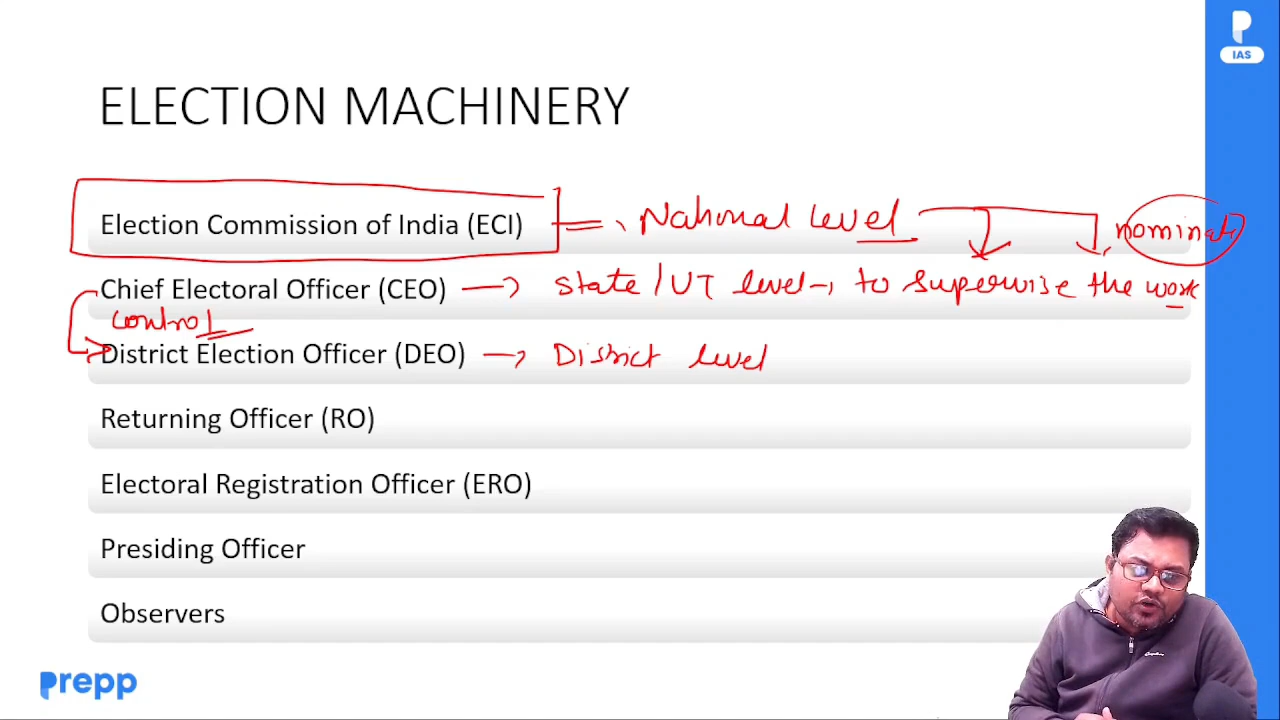 P
IAS
ELECTION MACHINERY
Election Commission of India (ECI) National level nominate
Chief Electoral Officer (CEO) → State/UT level → to supervise the work
control
District Election Officer (DEO) → District level
Returning Officer (RO)
Electoral Registration Officer (ERO)
Presiding Officer
Observers
prepp